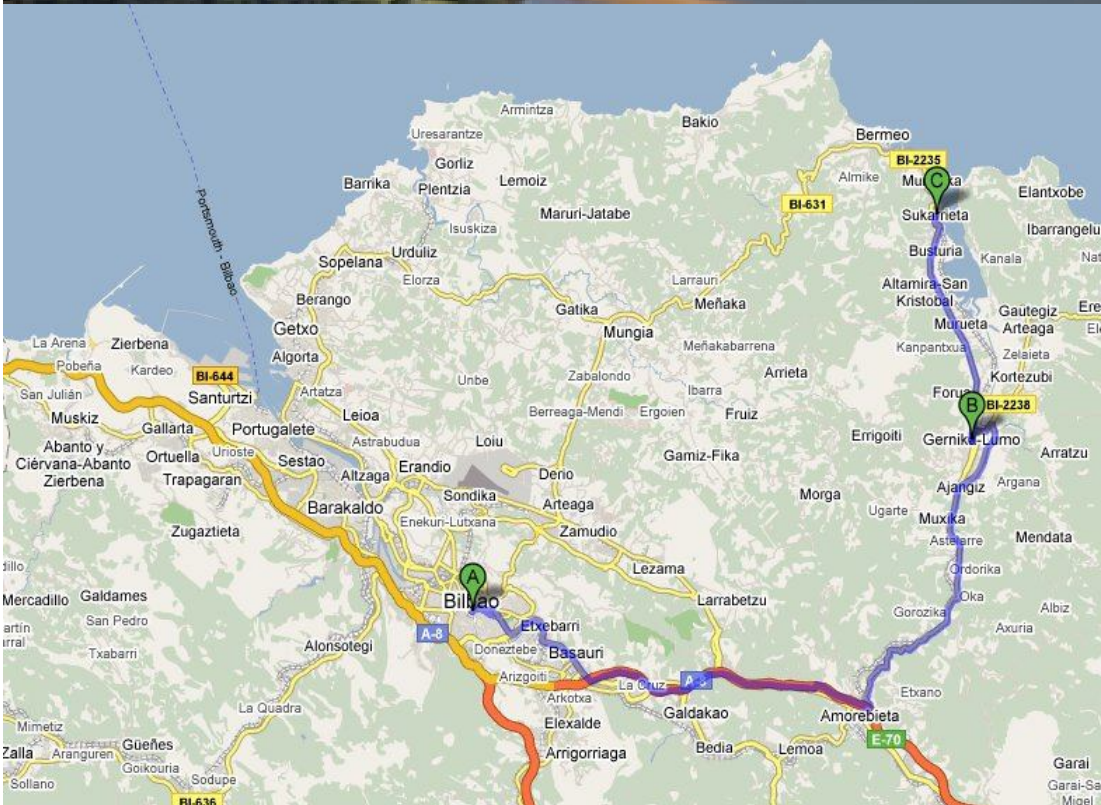 Armintza
Bakio
Uresarantze
Bermeo
Gorliz
BI-2235
Barrika
Plentzia
Lemoiz
Almike
C
Elantxobe
BI-631
Maruri-Jatabe
Sukarrieta
Portsmouth - Bilbao
Isuskiza
Ibarrangelu
Sopelana
Urduliz
Busturia
Kanala
Elorza
Larrauri
Altamira-San
Kristobal
Berango
Gatika
Meñaka
Gautegiz
Arteaga
Getxo
Mungia
Murueta
La Arena
Zierbena
Meñakabarrena
Kanpantxua
Zelaieta
Pobeña
Kardeo
Algorta
BI-644
Unbe
Zabalondo
Arrieta
Kortezubi
San Julián
Santurtzi
Artatza
Ibarra
Forua
B
BI-2238
Muskiz
Gallarta
Portugalete
Leioa
Berreaga-Mendi
Ergoien
Fruiz
Abanto y
Ciérvana-Abanto
Zierbena
Ortuella
Urioste
Astrabudua
Loiu
Errigoiti
Gernika-Lumo
Trapagaran
Sestao
Altzaga
Erandio
Derio
Gamiz-Fika
Arratzu
Sondika
Arteaga
Morga
Ajangiz
Argana
Barakaldo
Enekuri-Lutxana
Ugarte
Zugaztieta
Zamudio
Muxika
Astelarre
Mendata
Lezama
Ordorika
A
Mercadillo
Galdames
Bilbao
Larrabetzu
Oka
San Pedro
Gorozika
Albiz
Etxebarri
A-8
Axuria
Txabarri
Alonsotegi
Doneztebe
Basauri
Arizgoiti
La Cruz
Etxano
Arkotxa
La Quadra
Galdakao
Amorebieta
Mimetiz
Elexalde
E-70
Zalla
Güeñes
Aranguren
Arrigorriaga
Bedia
Lemoa
Goikouria
Garai
Sollano
Sodupe
BI-636